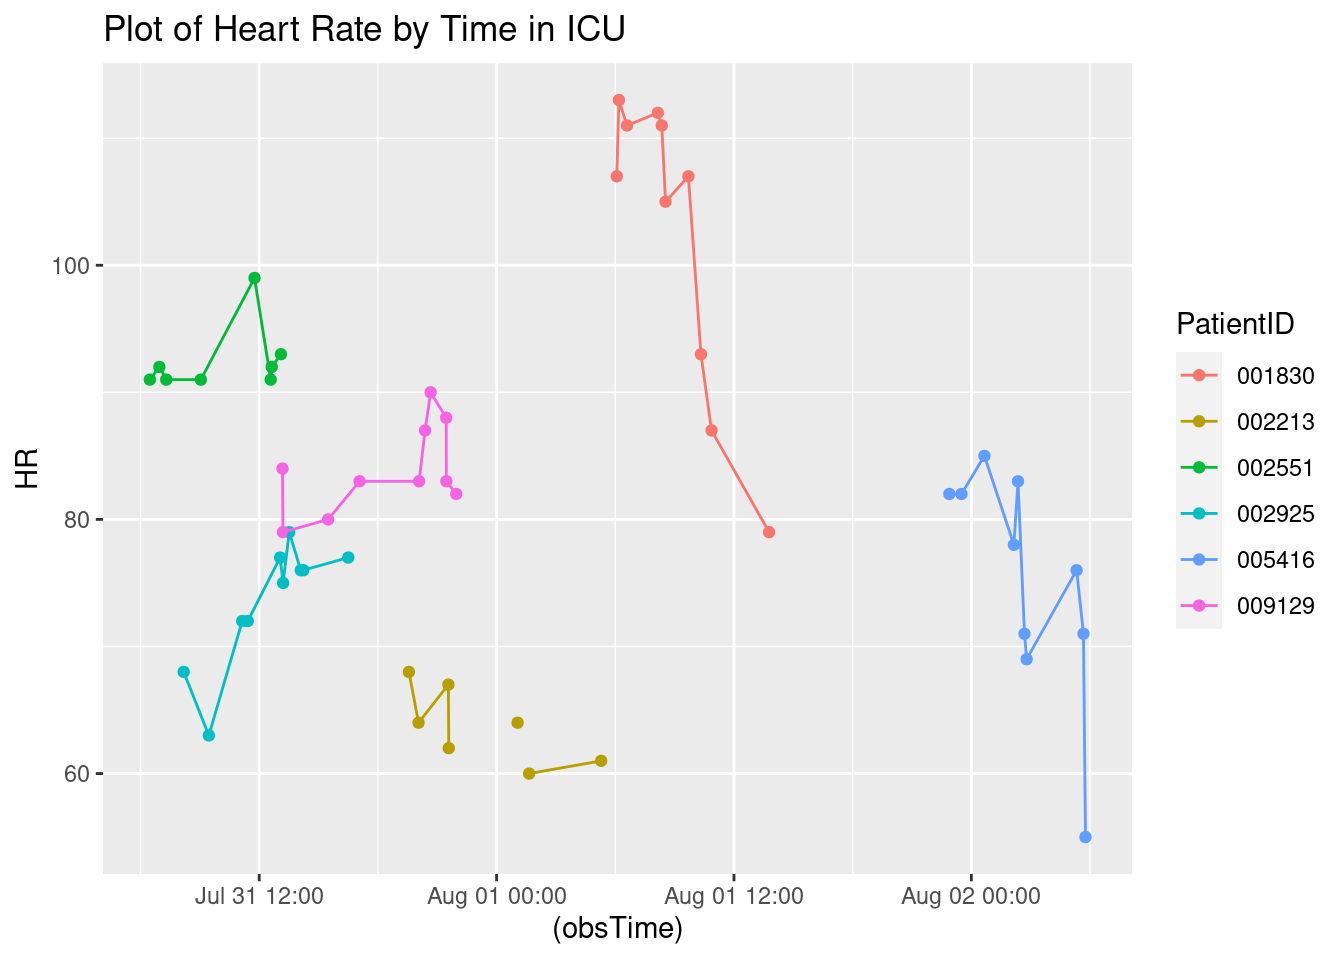 Plot of Heart Rate by Time in ICU
HR
100
80
60
Jul 31 12:00
Aug 01 00:00
Aug 01 12:00
Aug 02 00:00
(obsTime)
PatientID
001830
002213
002551
002925
005416
009129